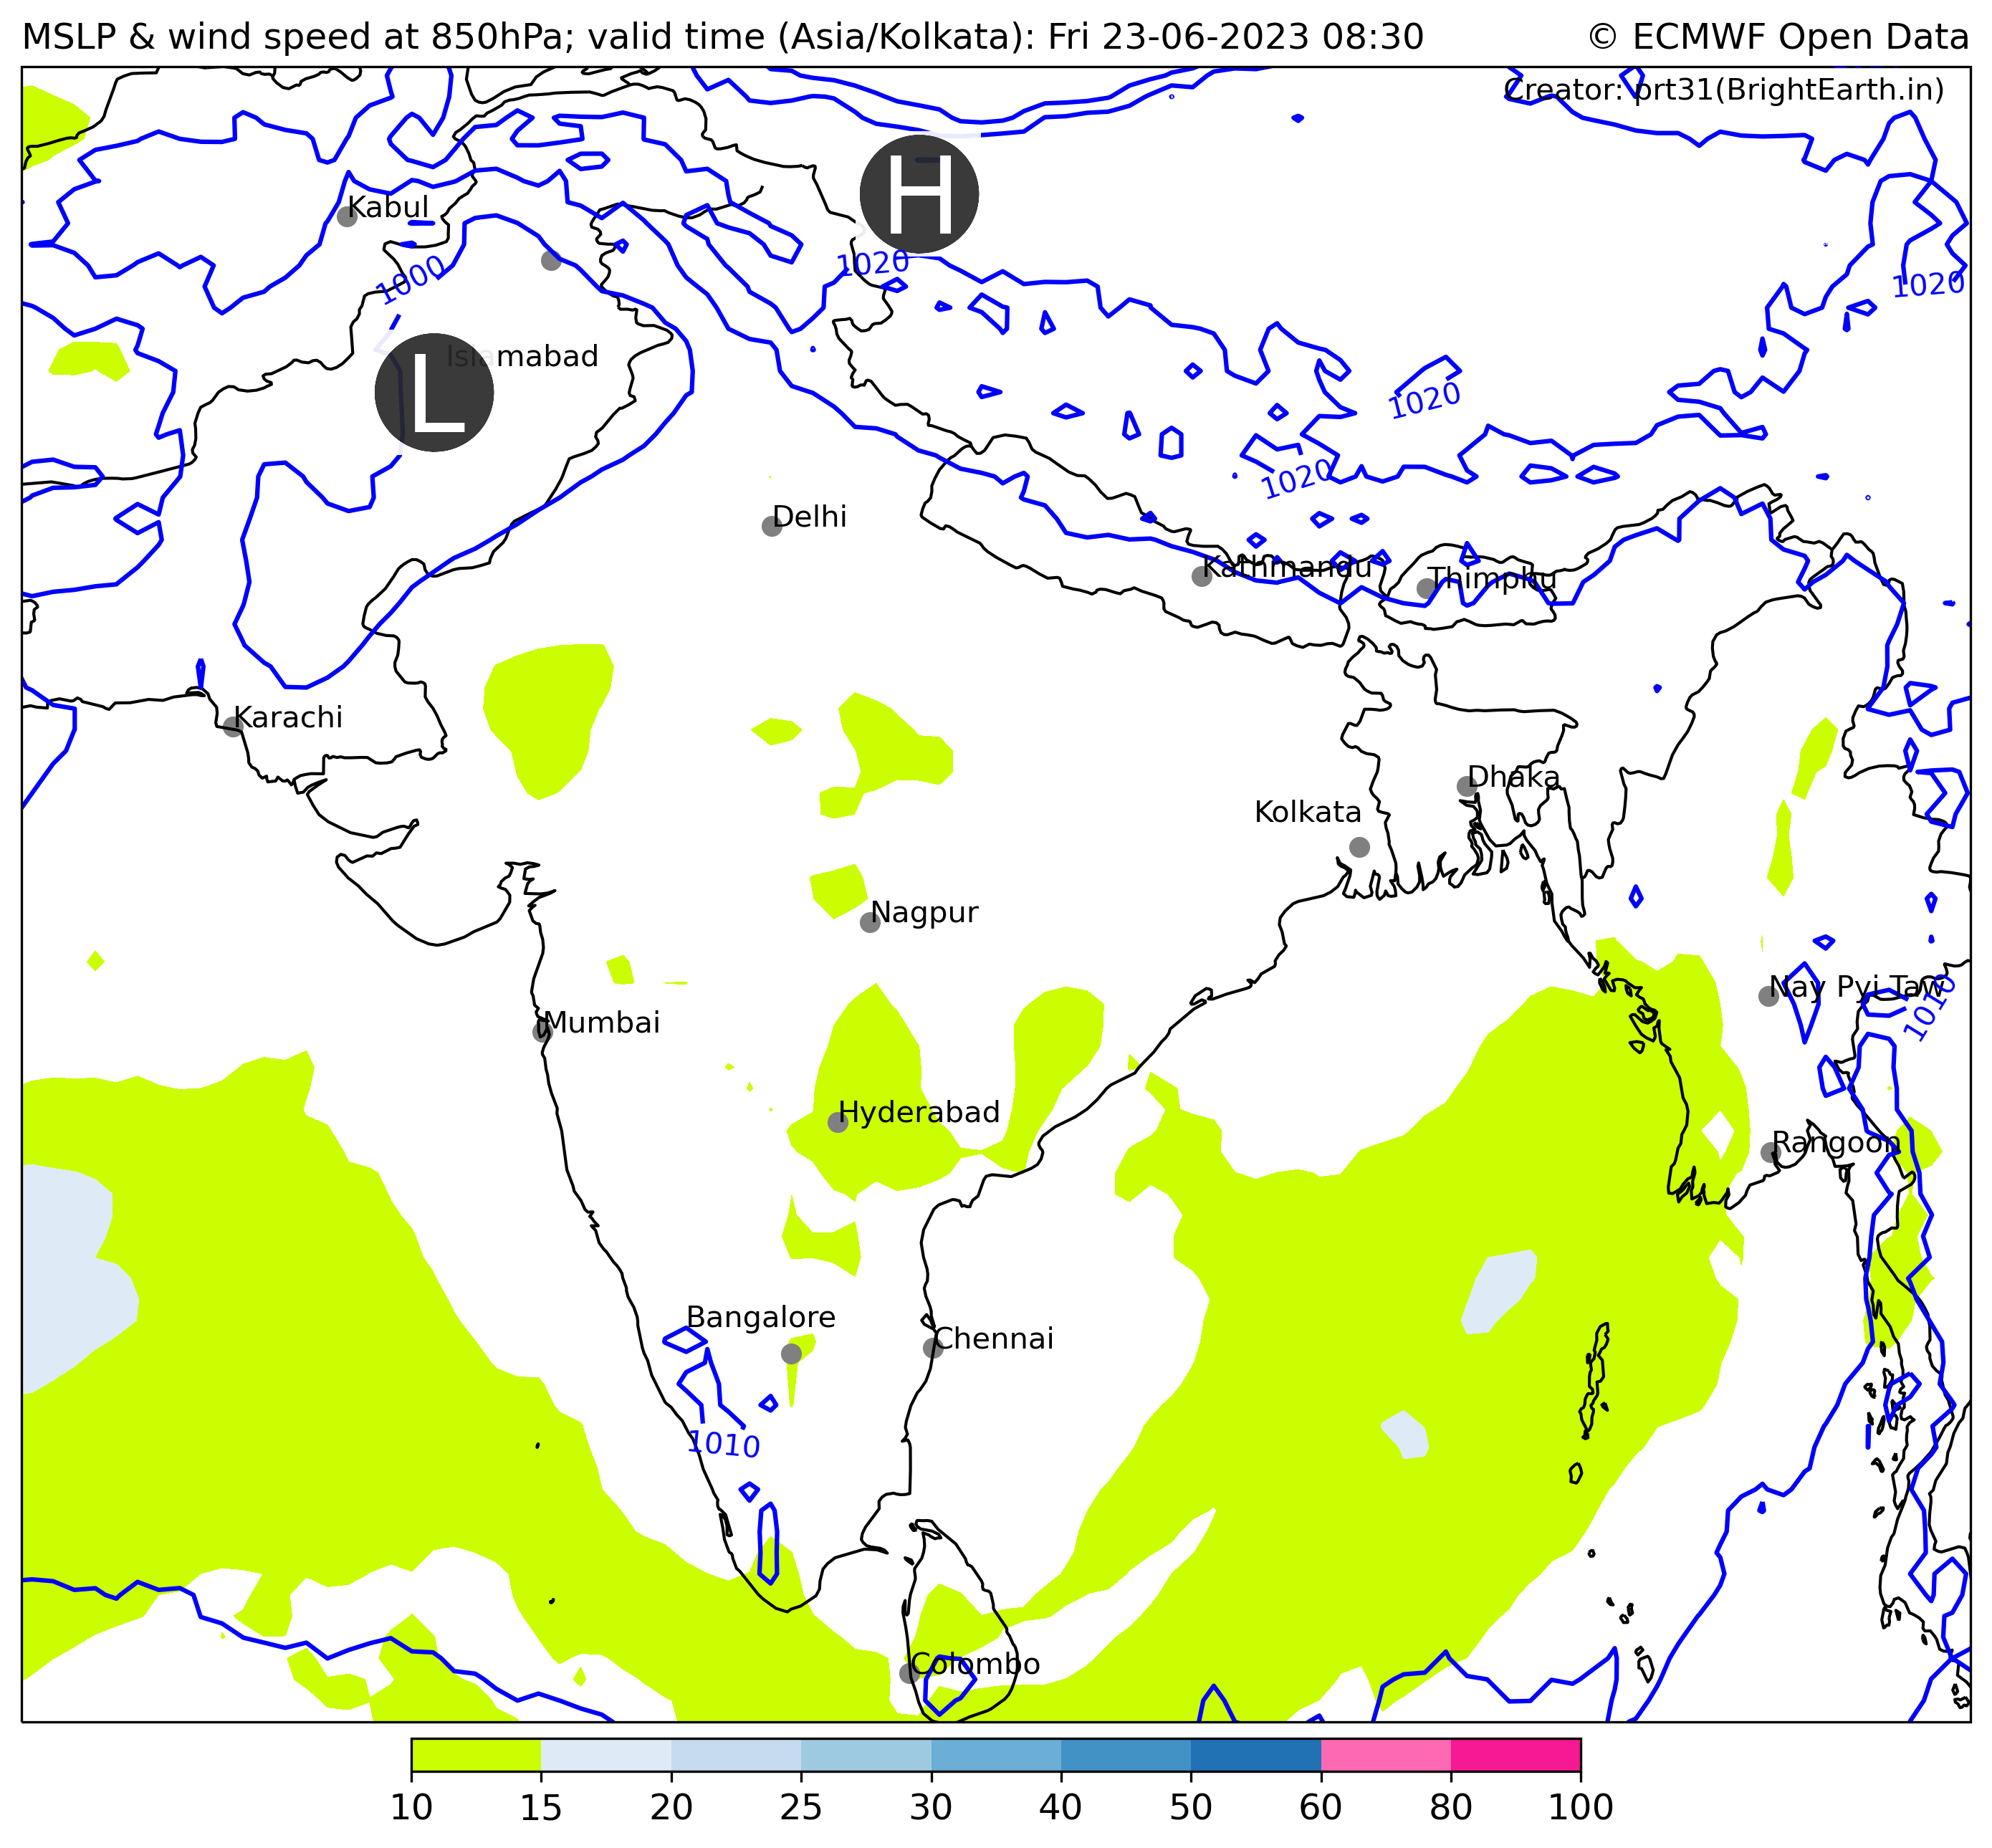 MSLP & wind speed at 850hPa; valid time (Asia/Kolkata): Fri 23-06-2023 08:30
© ECMWF Open Data
Creator: prt31(BrightEarth.in)
H
Kabul
1020
1000
1020
L
Islamabad
1020
1020
Delhi
Kathmandu
Thimphu
Karachi
Dhaka
Kolkata
Nagpur
Nay Pyi Taw
1010
Mumbai
Hyderabad
Rangoon
Bangalore
Chennai
1010
Colombo
10 15 20 25 30 40 50 60 80 100